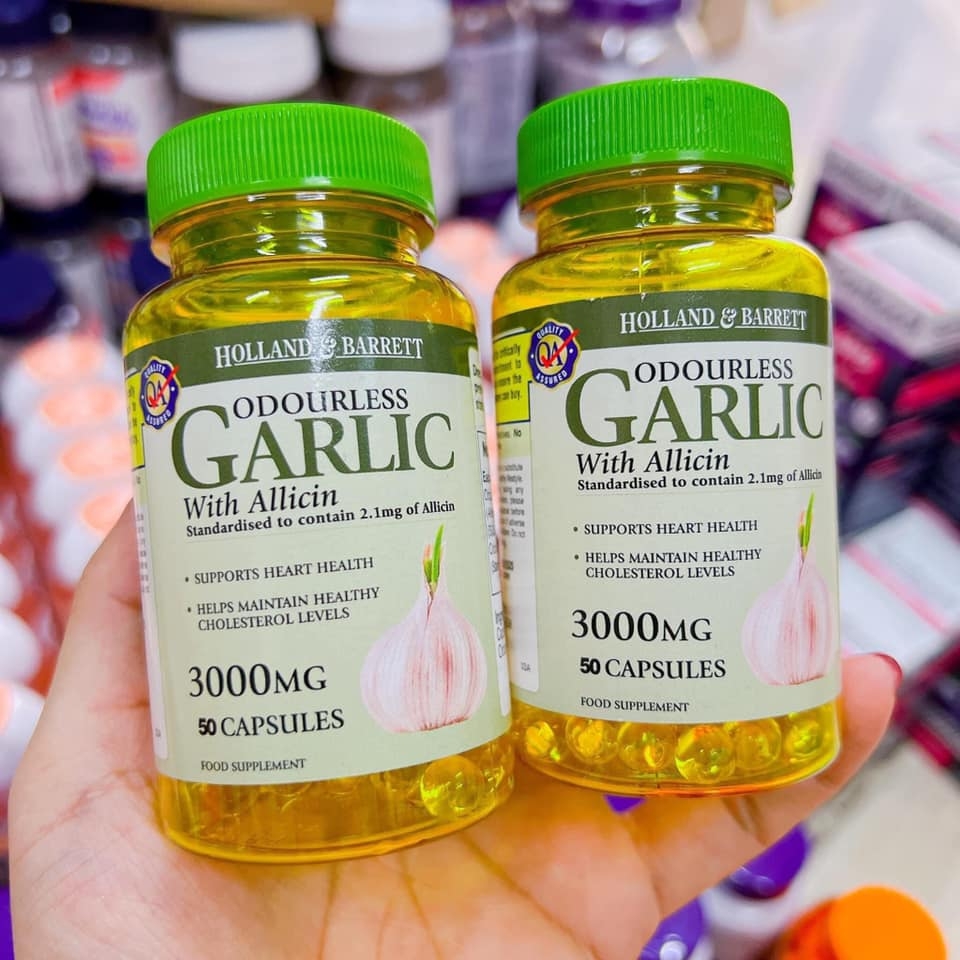 HOLLAND & BARRETT
QUALITY
QA
ASSURED
ODOURLESS
GARLIC
With Allicin
Standardised to contain 2.1mg of Allicin
• SUPPORTS HEART HEALTH
• HELPS MAINTAIN HEALTHY
CHOLESTEROL LEVELS
3000MG
50 CAPSULES
FOOD SUPPLEMENT
HOLLAND & BARRETT
QUALITY
QA
ASSURED
ODOURLESS
GARLIC
With Allicin
Standardised to contain 2.1mg of Allicin
• SUPPORTS HEART HEALTH
• HELPS MAINTAIN HEALTHY
CHOLESTEROL LEVELS
3000MG
50 CAPSULES
FOOD SUPPLEMENT